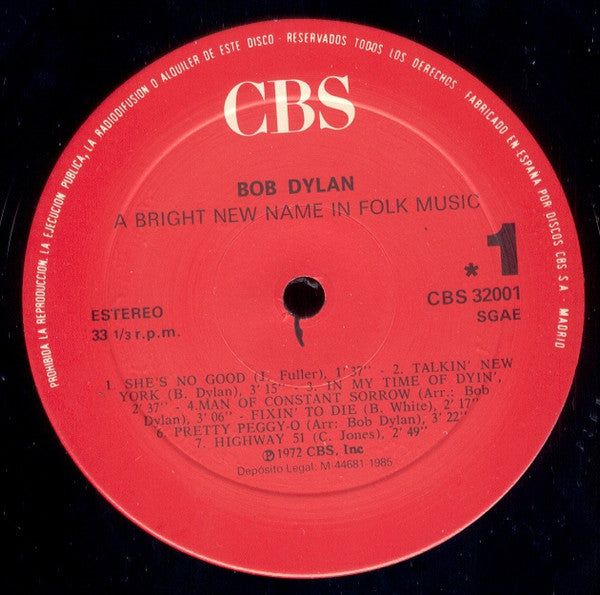 PROHIBIDA LA REPRODUCCION, LA EJECUCION PUBLICA, LA RADIODIFUSION O ALQUILER DE ESTE DISCO · RESERVADOS TODOS LOS DERECHOS · FABRICADO EN ESPAÑA POR DISCOS CBS S.A. · MADRID
CBS
BOB DYLAN
A BRIGHT NEW NAME IN FOLK MUSIC
* 1
ESTEREO
33 1/3 r.p.m.
CBS 32001
SGAE
1. SHE'S NO GOOD (J. Fuller), 1' 37" - 2. TALKIN' NEW
YORK (B. Dylan), 3' 15" - 3. IN MY TIME OF DYIN',
2' 37" - 4.MAN OF CONSTANT SORROW (Arr.: Bob
Dylan), 3' 06" - FIXIN' TO DIE (B. White), 2' 17"
6. PRETTY PEGGY-O (Arr: Bob Dylan), 3' 22"
7. HIGHWAY 51 (C. Jones), 2' 49"
℗1972 CBS, Inc
Depósito Legal: M-44681-1985